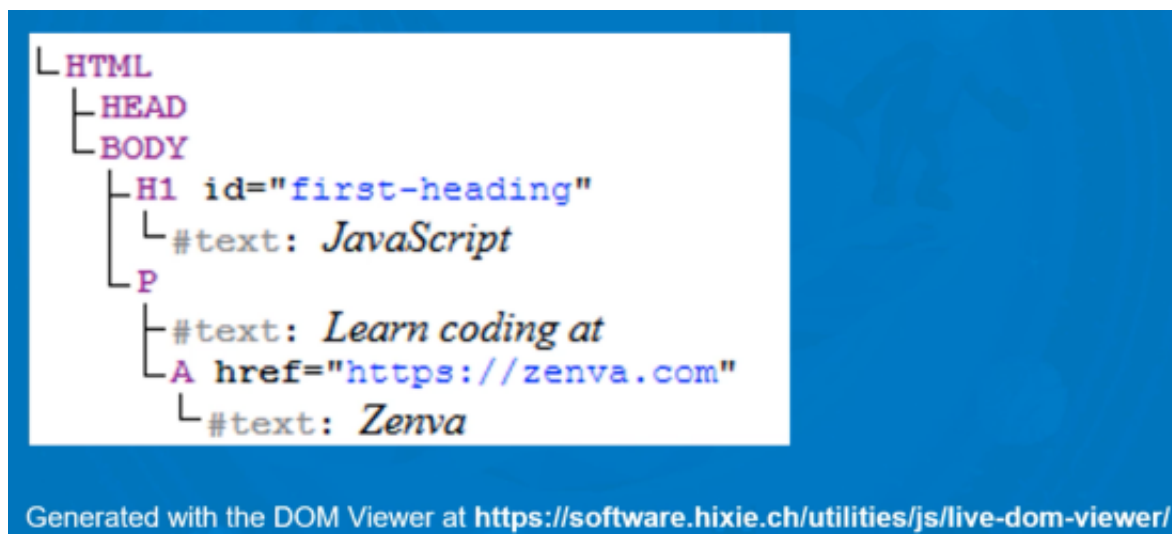 HTML
HEAD
BODY
H1 id="first-heading"
#text: JavaScript
P
#text: Learn coding at
A href="https://zenva.com"
#text: Zenva
Generated with the DOM Viewer at https://software.hixie.ch/utilities/js/live-dom-viewer/